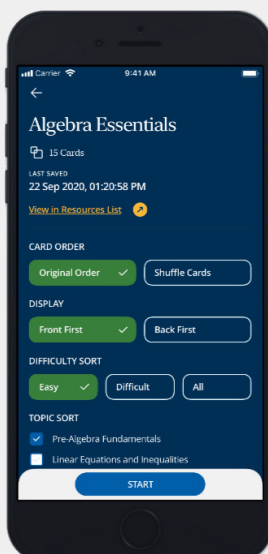 Carrier 9:41 AM
Algebra Essentials
15 Cards
LAST SAVED
22 Sep 2020, 01:20:58 PM
View in Resources List
CARD ORDER
Original Order Shuffle Cards
DISPLAY
Front First Back First
DIFFICULTY SORT
Easy Difficult All
TOPIC SORT
Pre-Algebra Fundamentals
Linear Equations and Inequalities
START